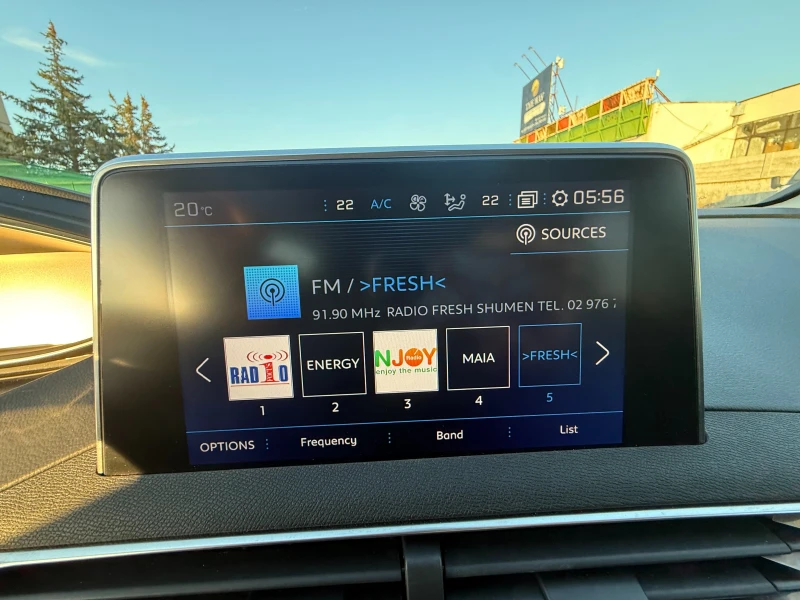 20°C 22 A/C 22 05:56
SOURCES
FM / >FRESH<
91.90 MHz RADIO FRESH SHUMEN TEL. 02 976
RADIO ENERGY NJOY Radio MAIA >FRESH<
enjoy the music
1 2 3 4 5
OPTIONS Frequency Band List